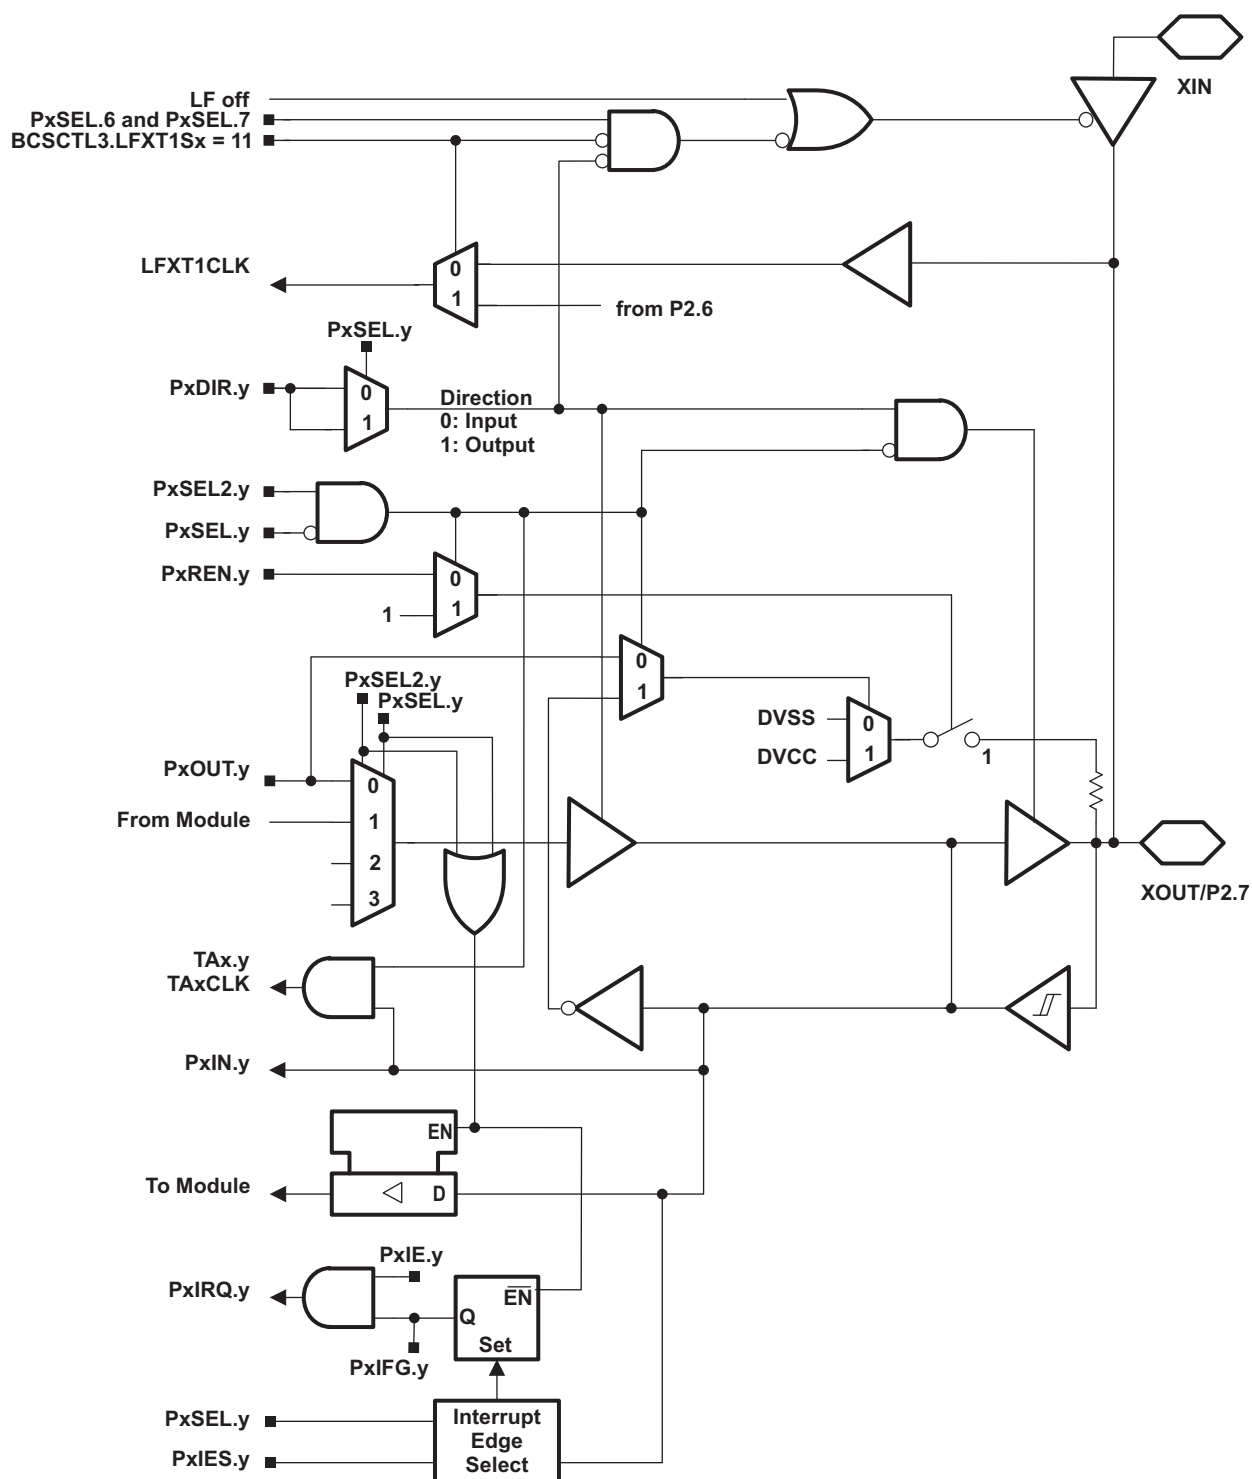 XIN
LF off
PxSEL.6 and PxSEL.7
BCSCTL3.LFXT1Sx = 11
LFXT1CLK
0
1
from P2.6
PxSEL.y
PxDIR.y
0
1
Direction
0: Input
1: Output
PxSEL2.y
PxSEL.y
PxREN.y
0
1
1
0
1
PxSEL2.y
PxSEL.y
DVSS
DVCC
0
1
1
PxOUT.y
From Module
0
1
2
3
XOUT/P2.7
TAx.y
TAxCLK
PxIN.y
EN
To Module
D
PxIE.y
PxIRQ.y
EN
Q
Set
PxIFG.y
PxSEL.y
PxIES.y
Interrupt
Edge
Select